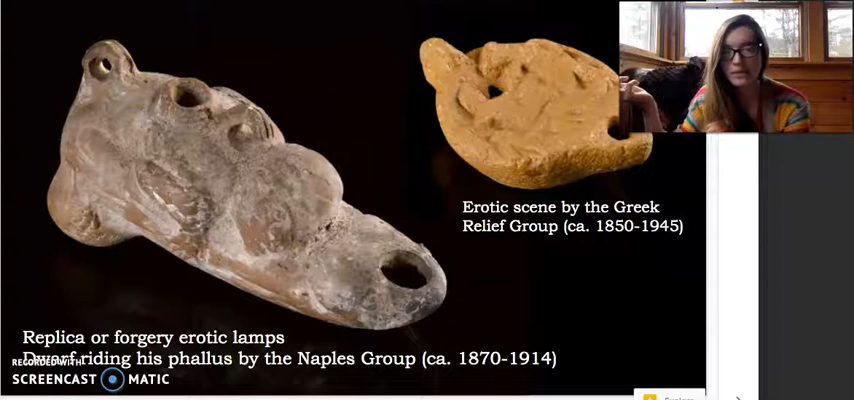 Erotic scene by the Greek
Relief Group (ca. 1850-1945)
Replica or forgery erotic lamps
Dwarf riding his phallus by the Naples Group (ca. 1870-1914)
RECORDED WITH
SCREENCAST MATIC